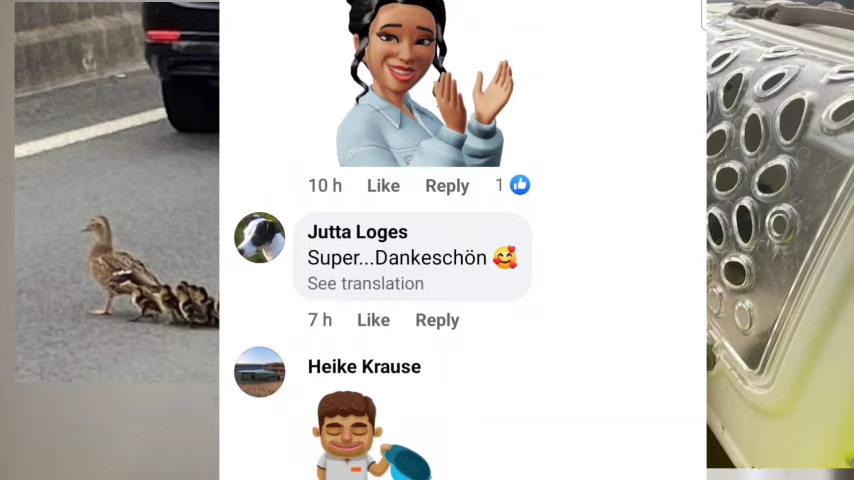 10 h Like Reply 1
Jutta Loges
Super...Dankeschön 🥰
See translation
7 h Like Reply
Heike Krause